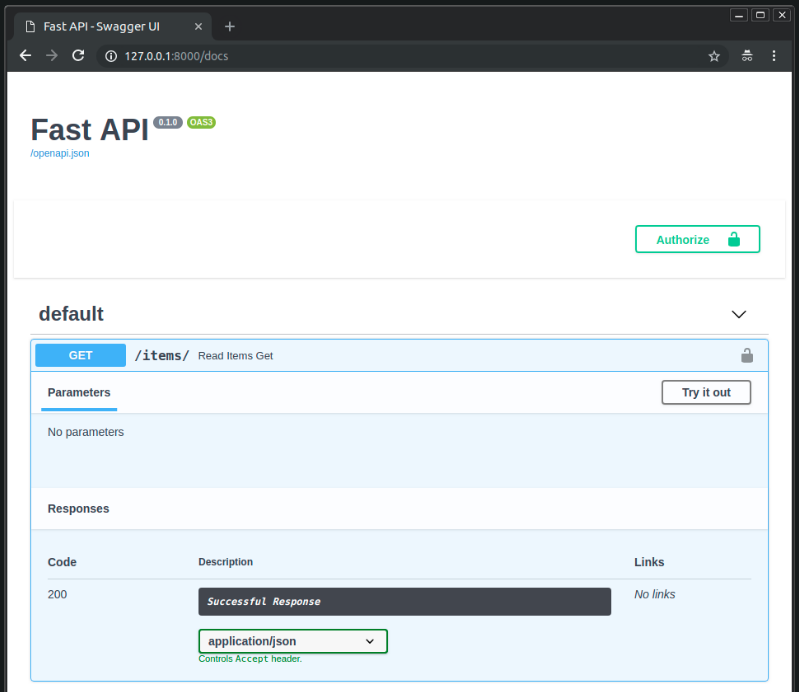 Fast API - Swagger UI
127.0.0.1:8000/docs
Fast API 0.1.0 OAS3
/openapi.json
Authorize
default
GET /items/ Read Items Get
Parameters Try it out
No parameters
Responses
Code Description Links
200 Successful Response No links
application/json
Controls Accept header.